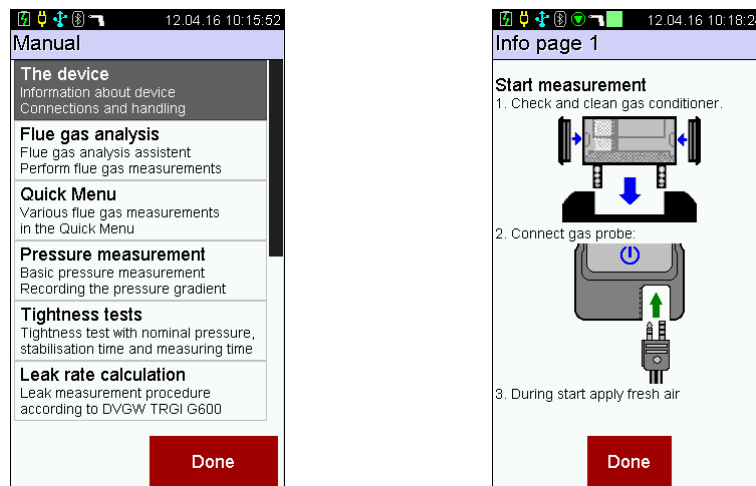 12.04.16 10:15:52
Manual
The device
Information about device
Connections and handling
Flue gas analysis
Flue gas analysis assistent
Perform flue gas measurements
Quick Menu
Various flue gas measurements
in the Quick Menu
Pressure measurement
Basic pressure measurement
Recording the pressure gradient
Tightness tests
Tightness test with nominal pressure,
stabilisation time and measuring time
Leak rate calculation
Leak measurement procedure
according to DVGW TRGI G600
Done
12.04.16 10:18:2
Info page 1
Start measurement
1. Check and clean gas conditioner.
2. Connect gas probe:
3. During start apply fresh air
Done